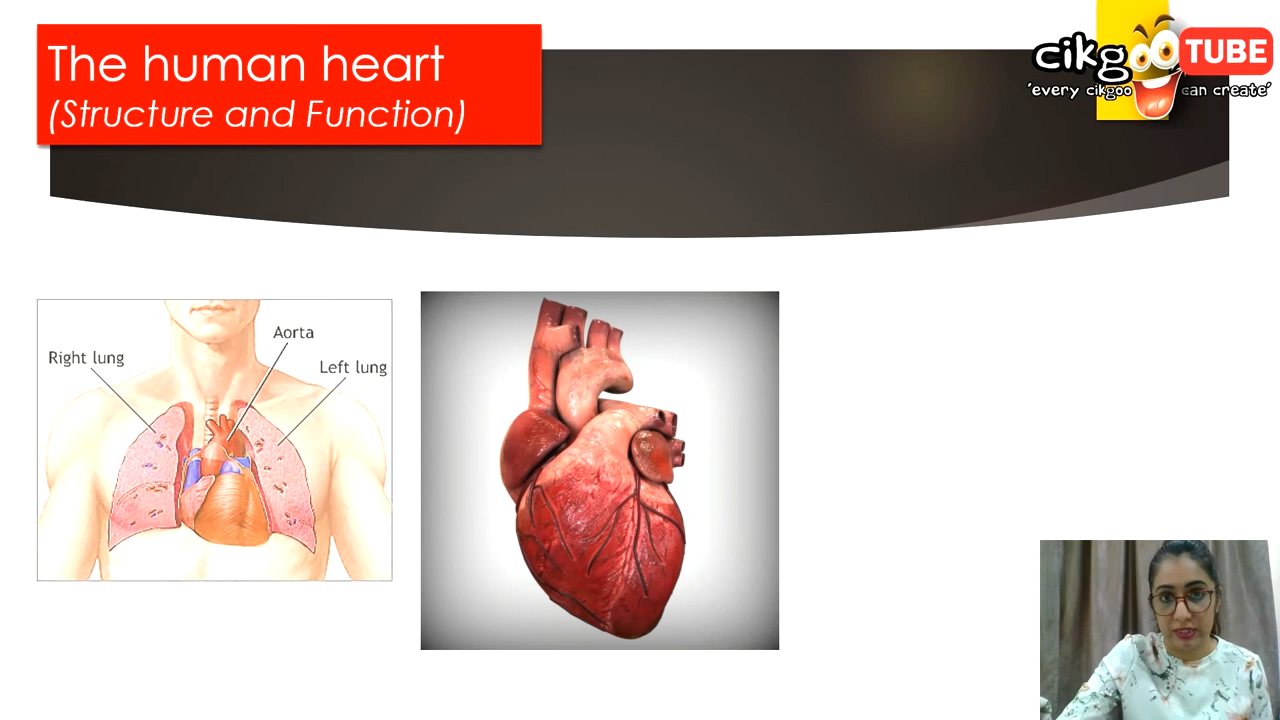 The human heart
(Structure and Function)
cikgoo TUBE
'every cikgoo can create'
Aorta
Right lung
Left lung